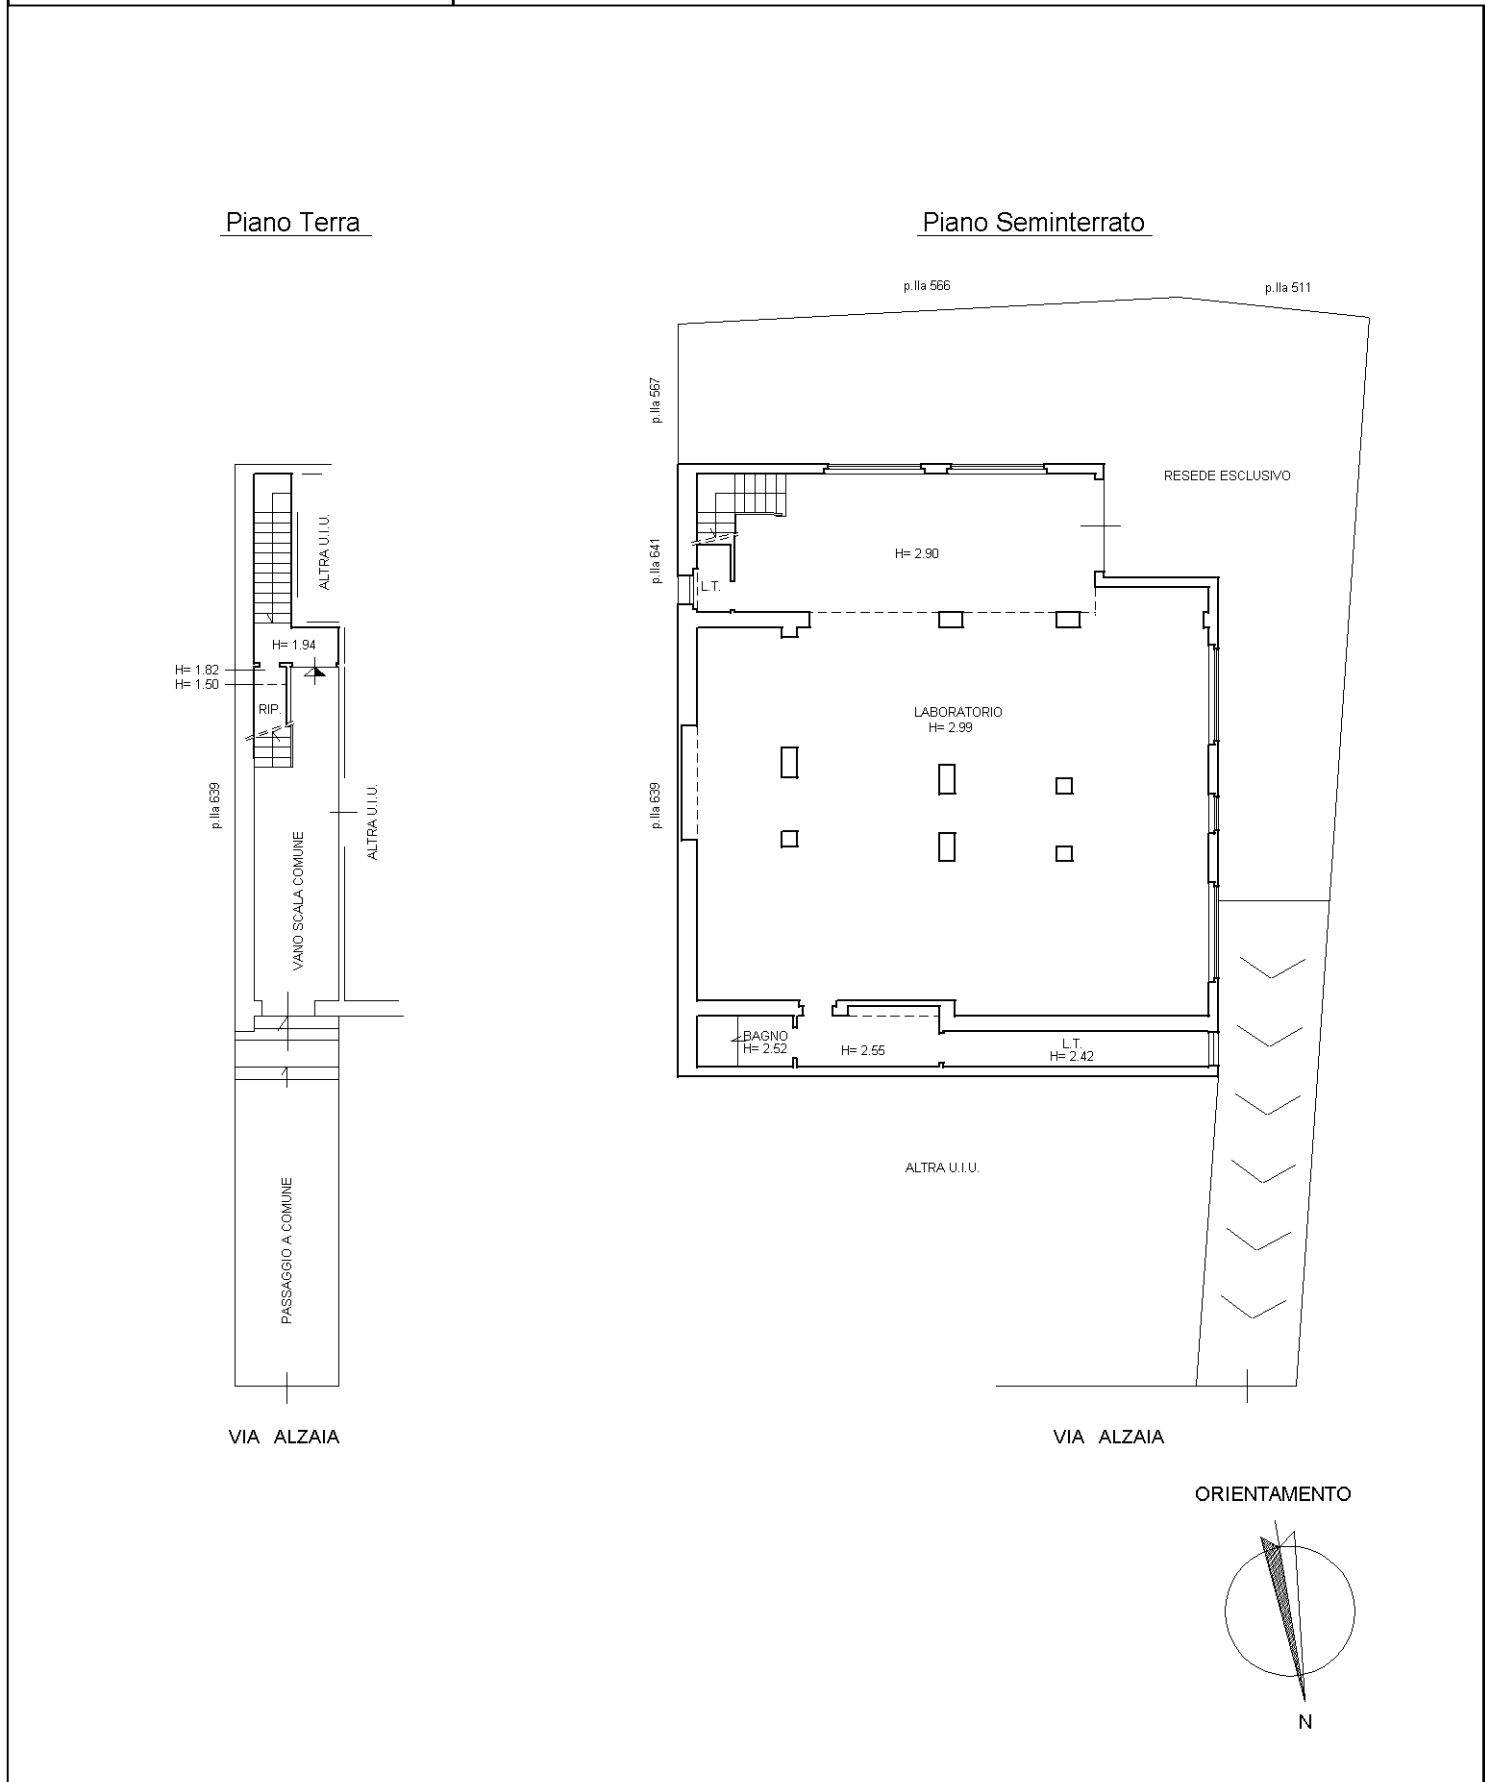 Piano Terra
Piano Seminterrato
p.lla 566
p.lla 511
p.lla 567
RESEDE ESCLUSIVO
ALTRA U.I.U.
p.lla 641
H= 2.90
L.T.
H= 1.94
H= 1.82
H= 1.50
RIP.
LABORATORIO
H= 2.99
p.lla 639
ALTRA U.I.U.
p.lla 639
VANO SCALA COMUNE
BAGNO
H= 2.52
H= 2.55
L.T.
H= 2.42
ALTRA U.I.U.
PASSAGGIO A COMUNE
VIA ALZAIA
VIA ALZAIA
ORIENTAMENTO
N